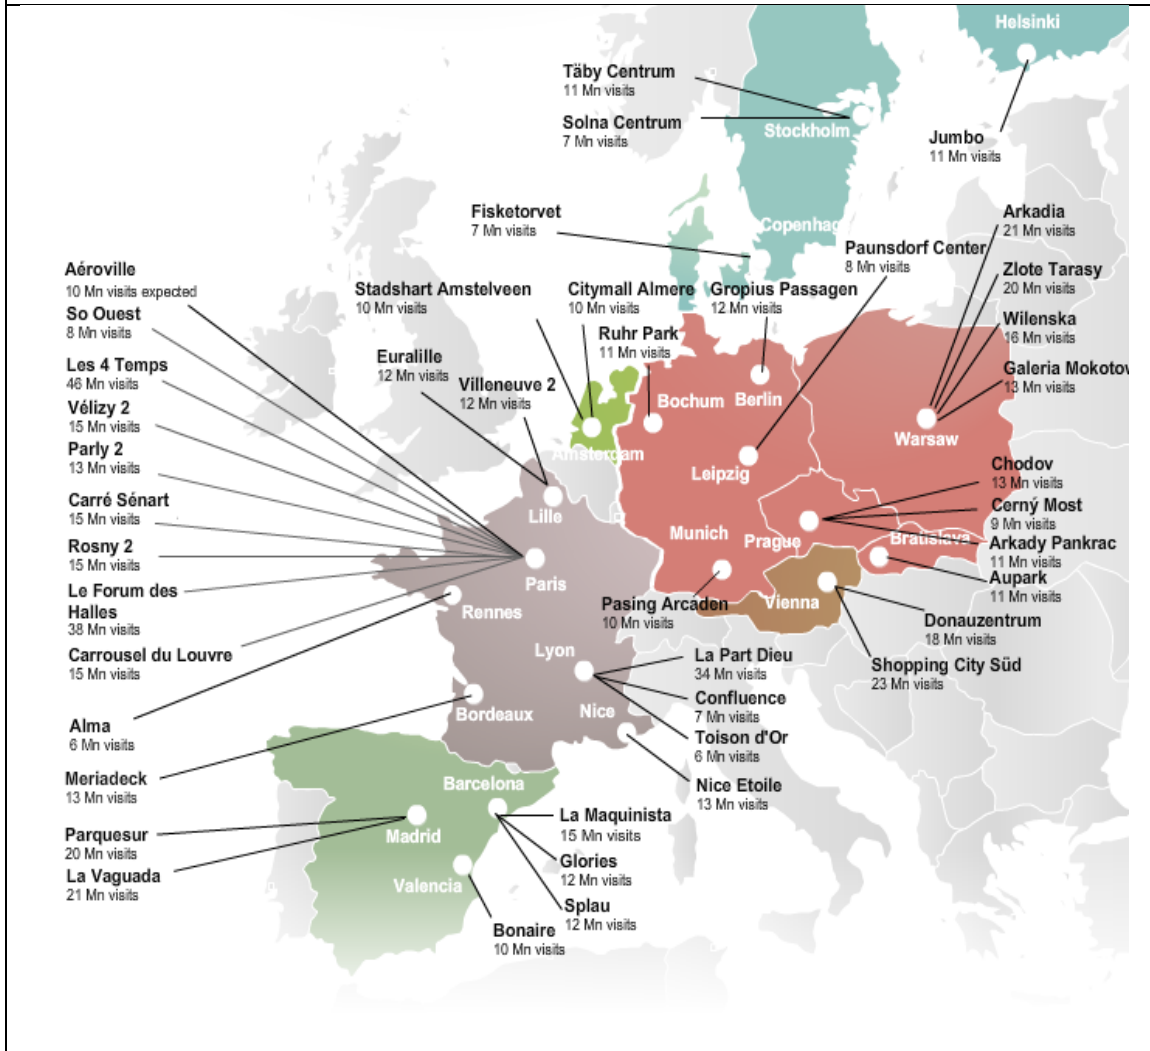 Helsinki
Täby Centrum
11 Mn visits
Solna Centrum
7 Mn visits
Stockholm
Jumbo
11 Mn visits
Fisketorvet
7 Mn visits
Copenhag
Arkadia
21 Mn visits
Paunsdorf Center
8 Mn visits
Zlote Tarasy
20 Mn visits
Wilenska
16 Mn visits
Galeria Mokotov
13 Mn visits
Warsaw
Aéroville
10 Mn visits expected
So Ouest
8 Mn visits
Les 4 Temps
46 Mn visits
Vélizy 2
15 Mn visits
Parly 2
13 Mn visits
Carré Sénart
15 Mn visits
Rosny 2
15 Mn visits
Le Forum des
Halles
38 Mn visits
Carrousel du Louvre
15 Mn visits
Alma
6 Mn visits
Meriadeck
13 Mn visits
Parquesur
20 Mn visits
La Vaguada
21 Mn visits
Stadshart Amstelveen
10 Mn visits
Citymall Almere
10 Mn visits
Gropius Passagen
12 Mn visits
Ruhr Park
11 Mn visits
Euralille
12 Mn visits
Villeneuve 2
12 Mn visits
Bochum
Berlin
Amsterdam
Leipzig
Lille
Munich
Prague
Bratislava
Paris
Rennes
Vienna
Chodov
13 Mn visits
Cerný Most
9 Mn visits
Arkady Pankrac
11 Mn visits
Aupark
11 Mn visits
Pasing Arcaden
10 Mn visits
Donauzentrum
18 Mn visits
Shopping City Süd
23 Mn visits
Lyon
La Part Dieu
34 Mn visits
Confluence
7 Mn visits
Toison d'Or
6 Mn visits
Bordeaux
Nice
Nice Etoile
13 Mn visits
Barcelona
La Maquinista
15 Mn visits
Madrid
Glories
12 Mn visits
Valencia
Splau
12 Mn visits
Bonaire
10 Mn visits